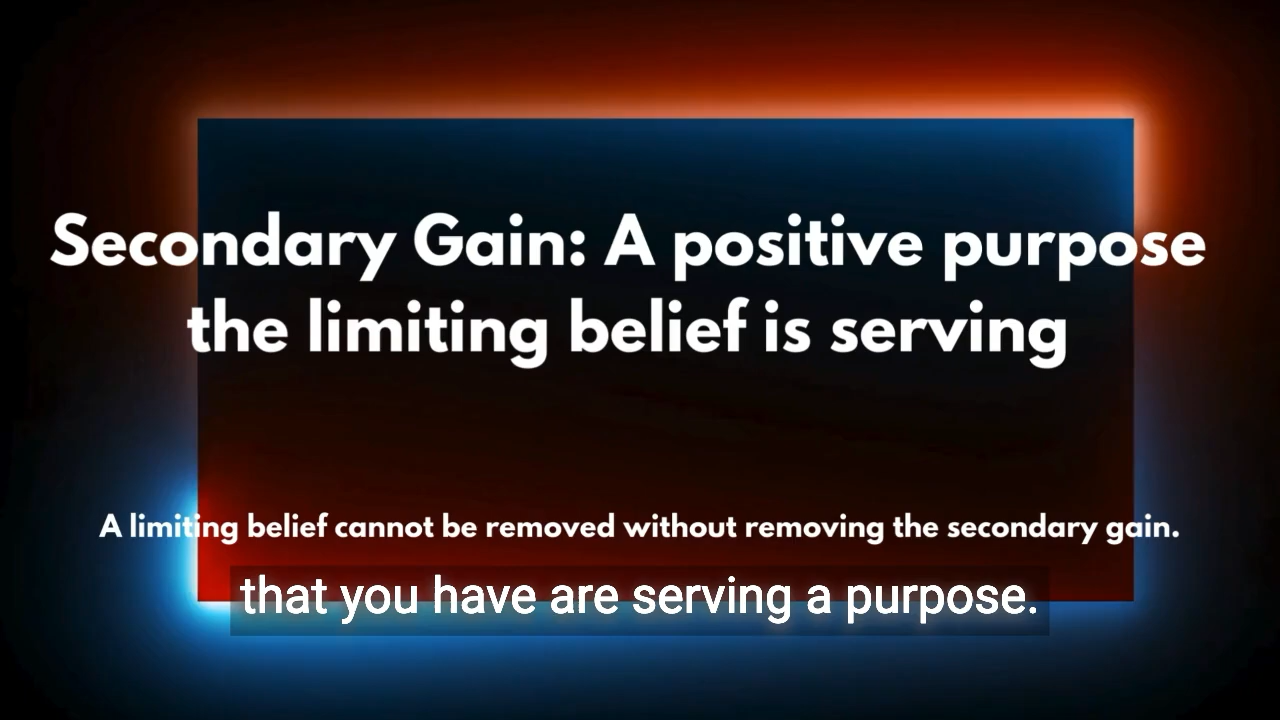 Secondary Gain: A positive purpose
the limiting belief is serving
A limiting belief cannot be removed without removing the secondary gain.
that you have are serving a purpose.